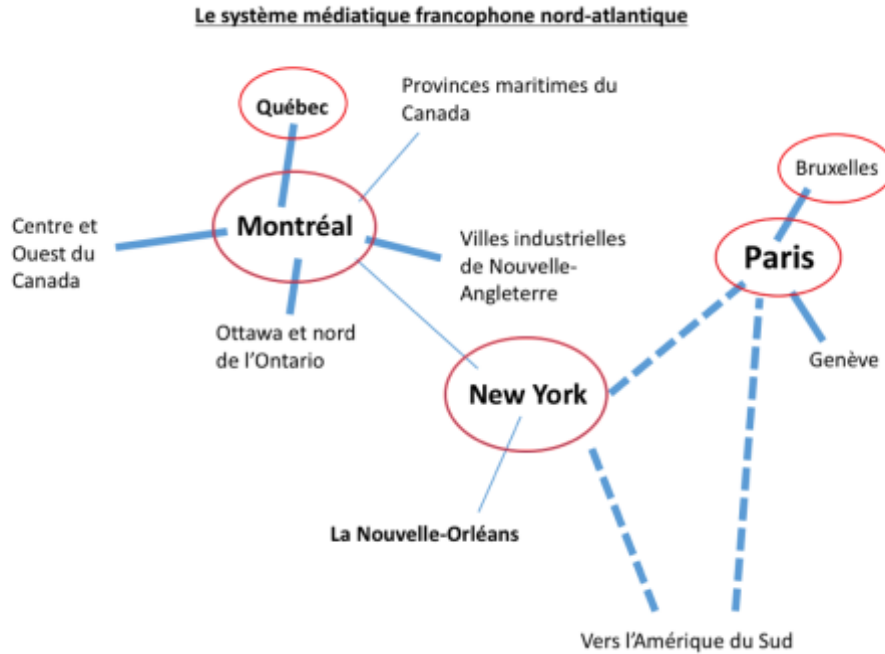 Le système médiatique francophone nord-atlantique
Québec
Provinces maritimes du
Canada
Bruxelles
Montréal
Centre et
Ouest du
Canada
Villes industrielles
de Nouvelle-
Angleterre
Paris
Ottawa et nord
de l'Ontario
Genève
New York
La Nouvelle-Orléans
Vers l'Amérique du Sud